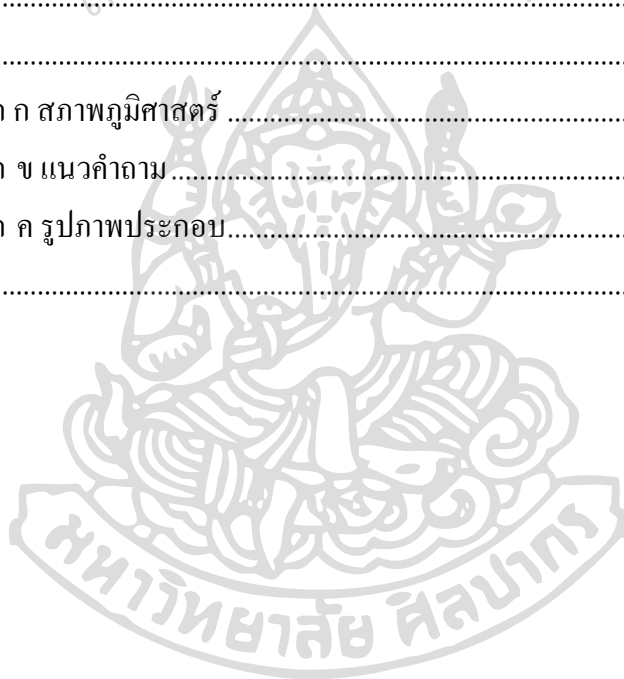 ก สภาพภูมิศาสตร์ ........................................................
ข แนวคำถาม ................................................................
ค รูปภาพประกอบ ........................................................
มหาวิทยาลัย ศิลปากร